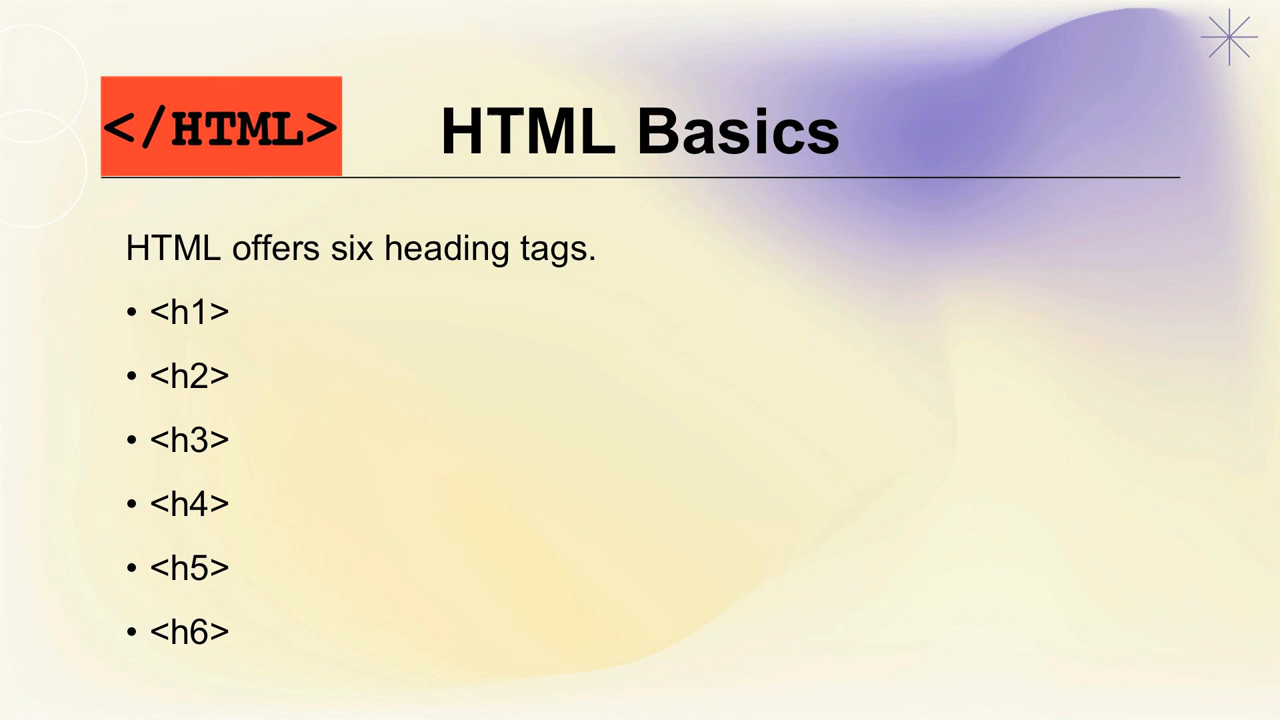 </HTML>
HTML Basics
HTML offers six heading tags.
• <h1>
• <h2>
• <h3>
• <h4>
• <h5>
• <h6>